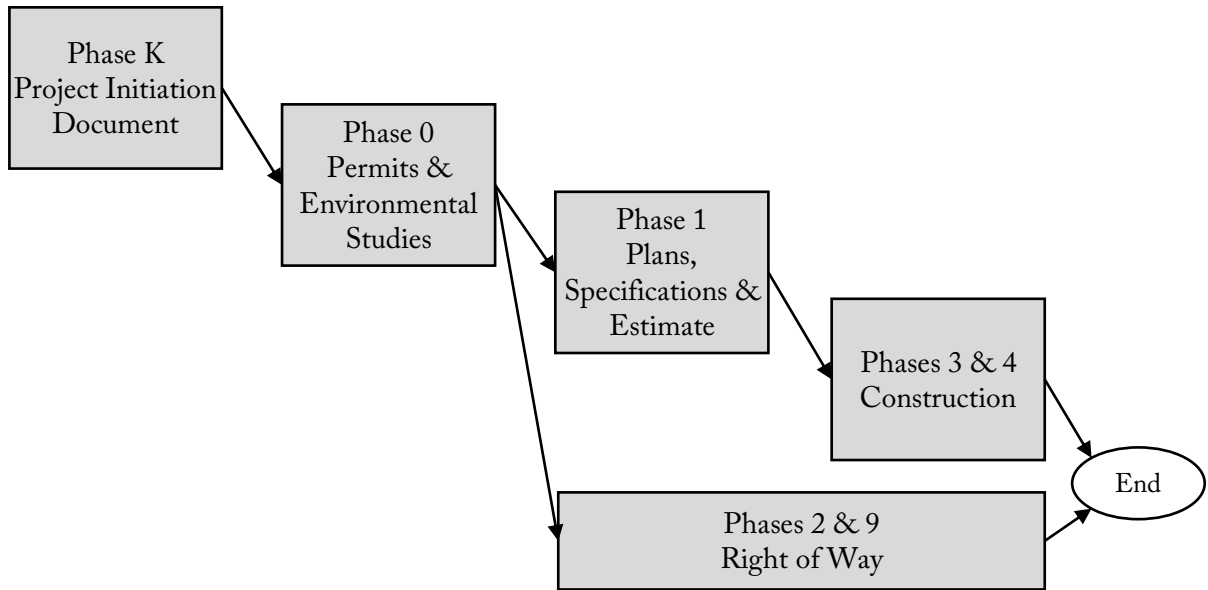 Phase K
Project Initiation
Document
Phase 0
Permits &
Environmental
Studies
Phase 1
Plans,
Specifications &
Estimate
Phases 3 & 4
Construction
End
Phases 2 & 9
Right of Way